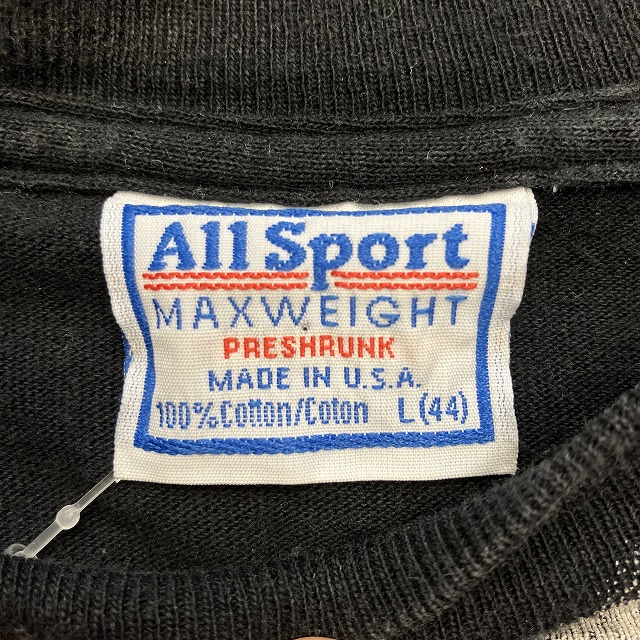 All Sport
MAXWEIGHT
PRESHRUNK
MADE IN U.S.A.
100% Cotton/Coton L (44)